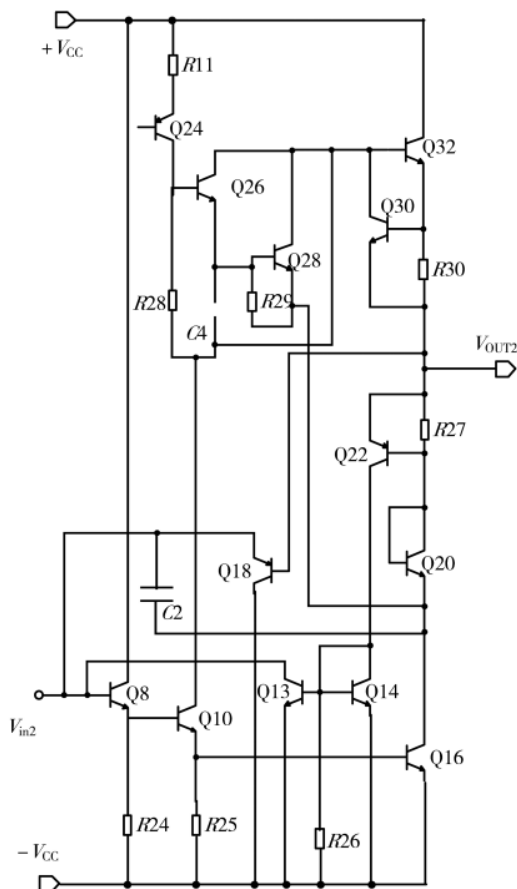 +VCC
R11
Q24
Q32
Q26
Q30
Q28
R30
R28
R29
C4
VOUT2
R27
Q22
Q18
Q20
C2
Q8
Q13
Q14
Vin2
Q10
Q16
R24
R25
R26
−VCC